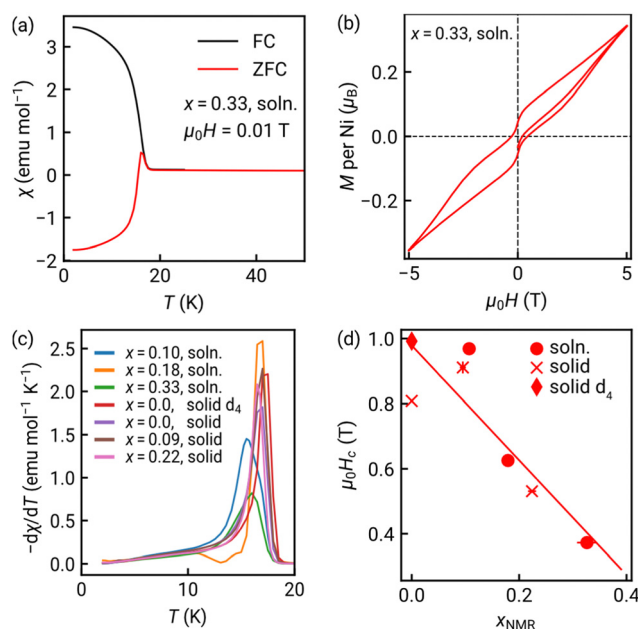 (a)
3
2
1
0
−1
−2
0
20
40
χ (emu mol⁻¹)
T (K)
FC
ZFC
x = 0.33, soln.
μ₀H = 0.01 T
(b)
x = 0.33, soln.
0.2
0.0
−0.2
−5
0
5
M per Ni (μ_B)
μ₀H (T)
(c)
2.5
2.0
1.5
1.0
0.5
0.0
0
5
10
15
20
−dχ/dT (emu mol⁻¹ K⁻¹)
T (K)
x = 0.10, soln.
x = 0.18, soln.
x = 0.33, soln.
x = 0.0, solid d₄
x = 0.0, solid
x = 0.09, solid
x = 0.22, solid
(d)
1.0
0.8
0.6
0.4
0.0
0.2
0.4
μ₀H_c (T)
x_NMR
soln.
solid
solid d₄